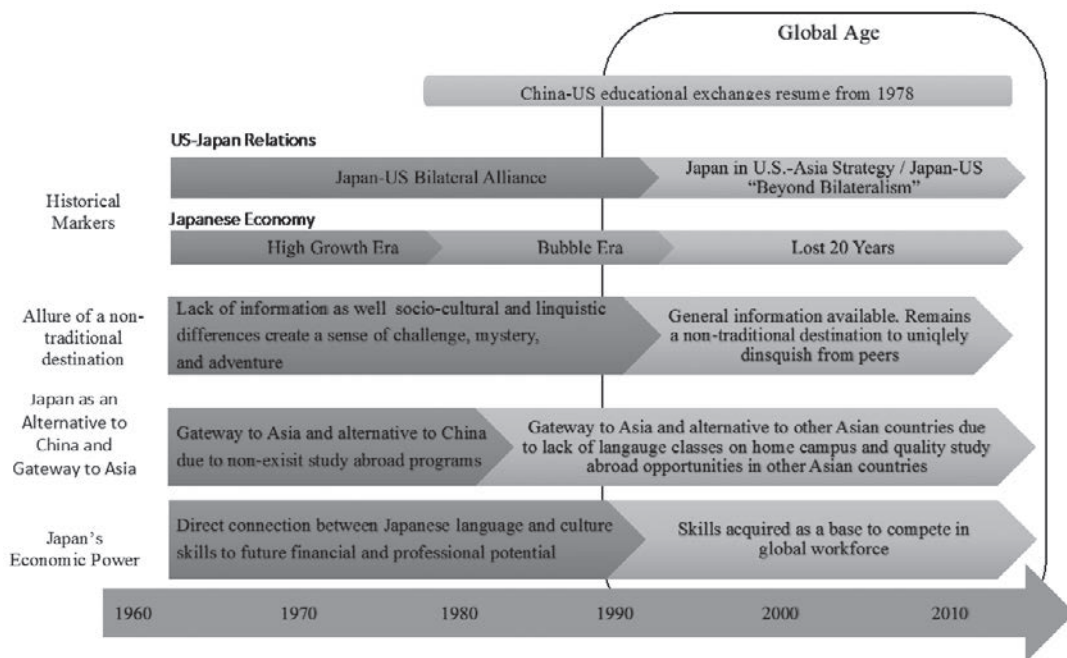 Global Age
China-US educational exchanges resume from 1978
US-Japan Relations
Japan-US Bilateral Alliance
Japan in U.S.-Asia Strategy / Japan-US
“Beyond Bilateralism”
Historical
Markers
Japanese Economy
High Growth Era
Bubble Era
Lost 20 Years
Allure of a non-
traditional
destination
Lack of information as well socio-cultural and linguistic
differences create a sense of challenge, mystery,
and adventure
General information available. Remains
a non-traditional destination to uniqlely
dinsquish from peers
Japan as an
Alternative to
China and
Gateway to Asia
Gateway to Asia and alternative to China
due to non-exisit study abroad programs
Gateway to Asia and alternative to other Asian countries due
to lack of langauge classes on home campus and quality study
abroad opportunities in other Asian countries
Japan’s
Economic Power
Direct connection between Japanese language and culture
skills to future financial and professional potential
Skills acquired as a base to compete in
global workforce
1960 1970 1980 1990 2000 2010